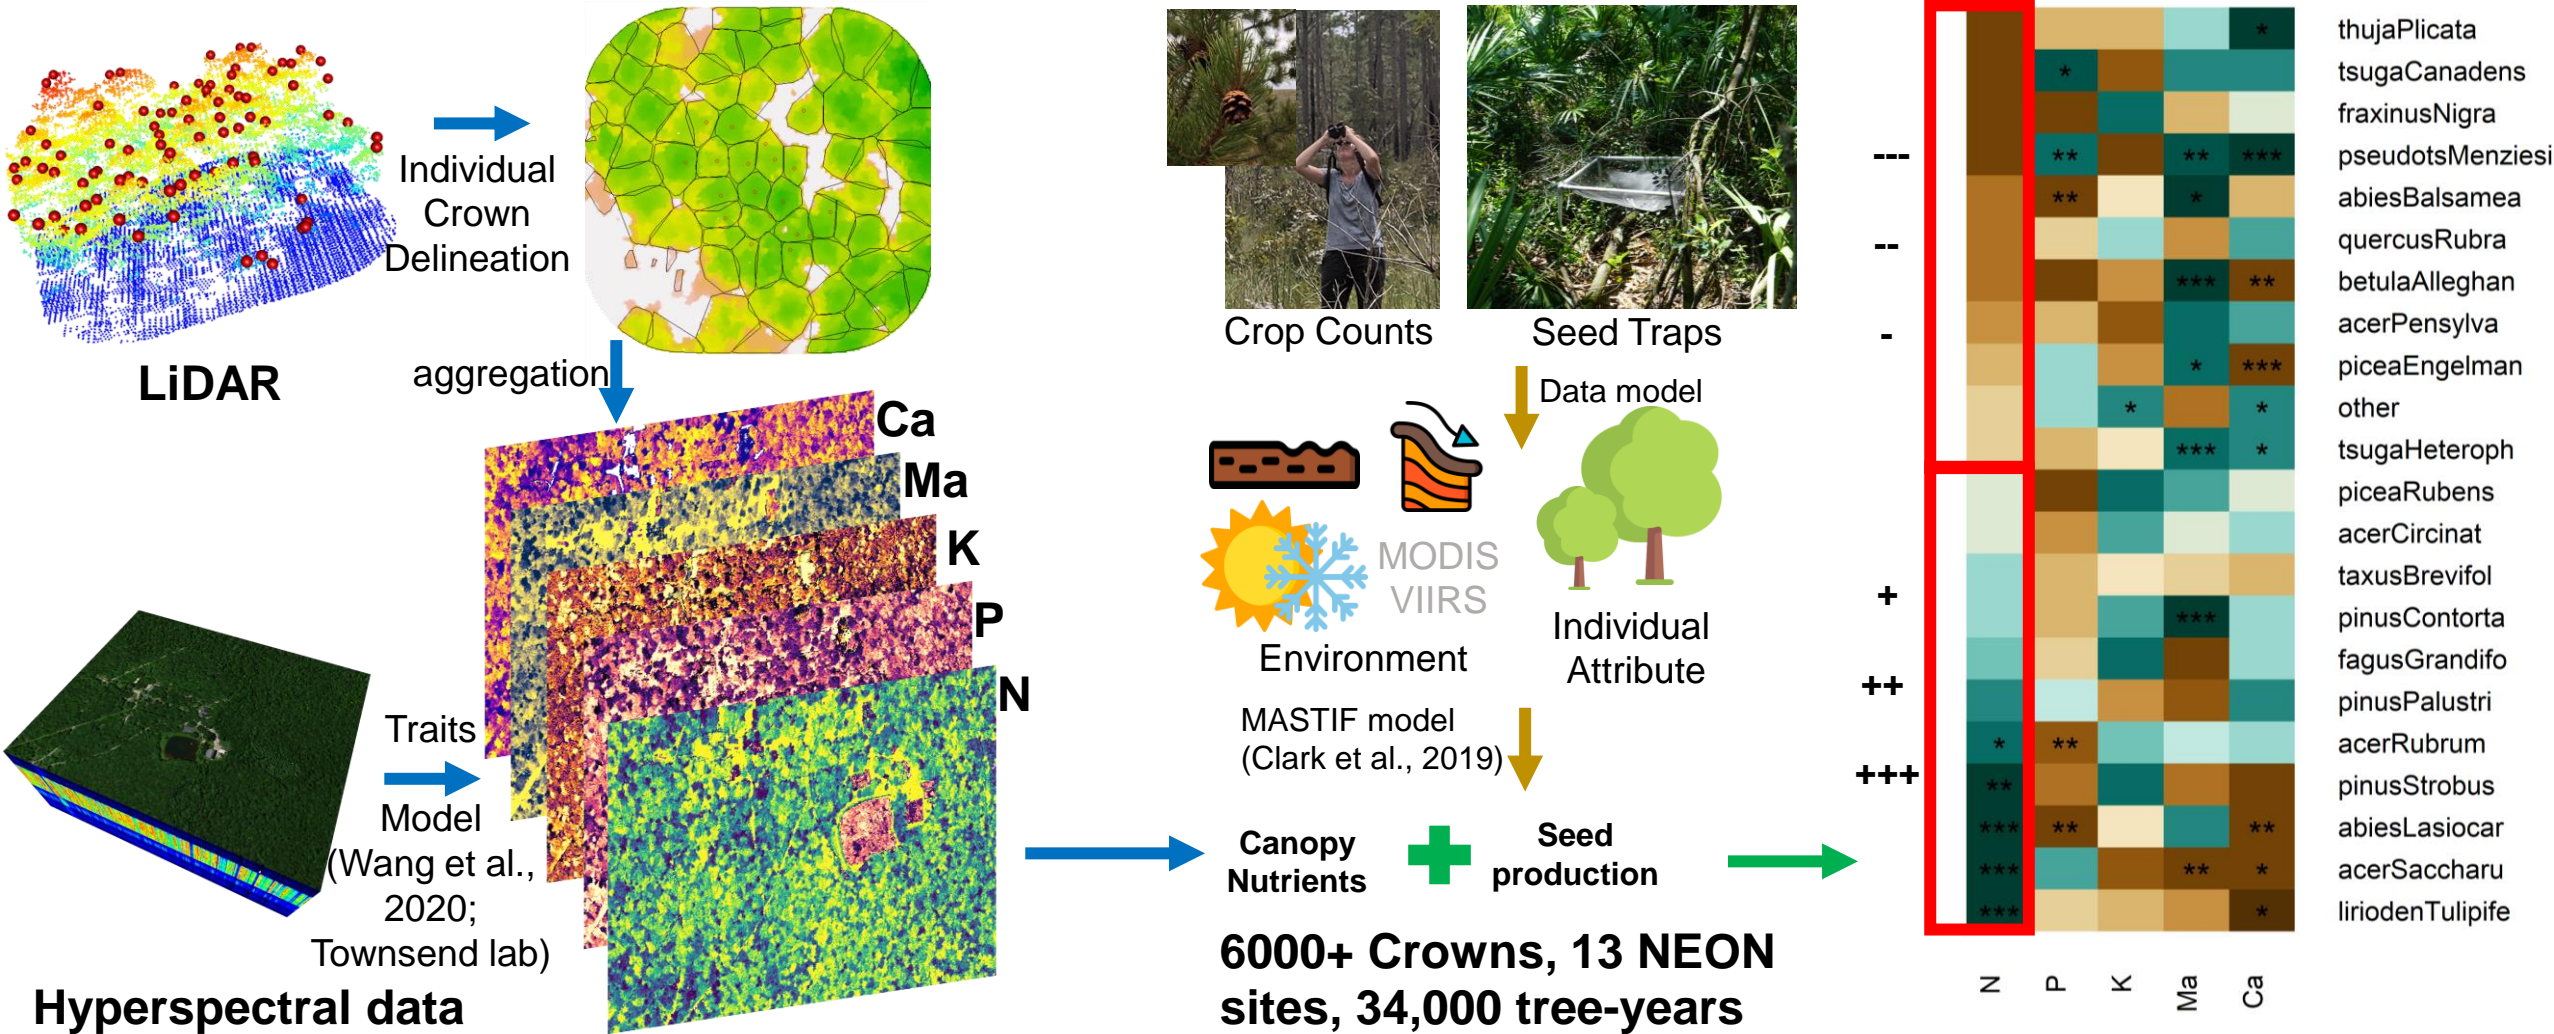 Individual
Crown
Delineation
LiDAR
aggregation
Ca
Ma
K
P
N
Traits
Model
(Wang et al.,
2020;
Townsend lab)
Hyperspectral data
Crop Counts
Seed Traps
Data model
MODIS
VIIRS
Environment
Individual
Attribute
MASTIF model
(Clark et al., 2019)
Canopy
Nutrients
Seed
production
6000+ Crowns, 13 NEON
sites, 34,000 tree-years
---
--
-
+
++
+++
* thujaPlicata
* tsugaCanadens
fraxinusNigra
** ** *** pseudotsMenziesi
** * abiesBalsamea
quercusRubra
*** ** betulaAlleghan
acerPensylva
* *** piceaEngelman
* * other
*** * tsugaHeteroph
piceaRubens
acerCircinat
taxusBrevifol
*** pinusContorta
fagusGrandifo
pinusPalustri
* ** acerRubrum
** pinusStrobus
*** ** ** abiesLasiocar
*** ** * acerSaccharu
*** * liriodenTulipife
N P K Ma Ca